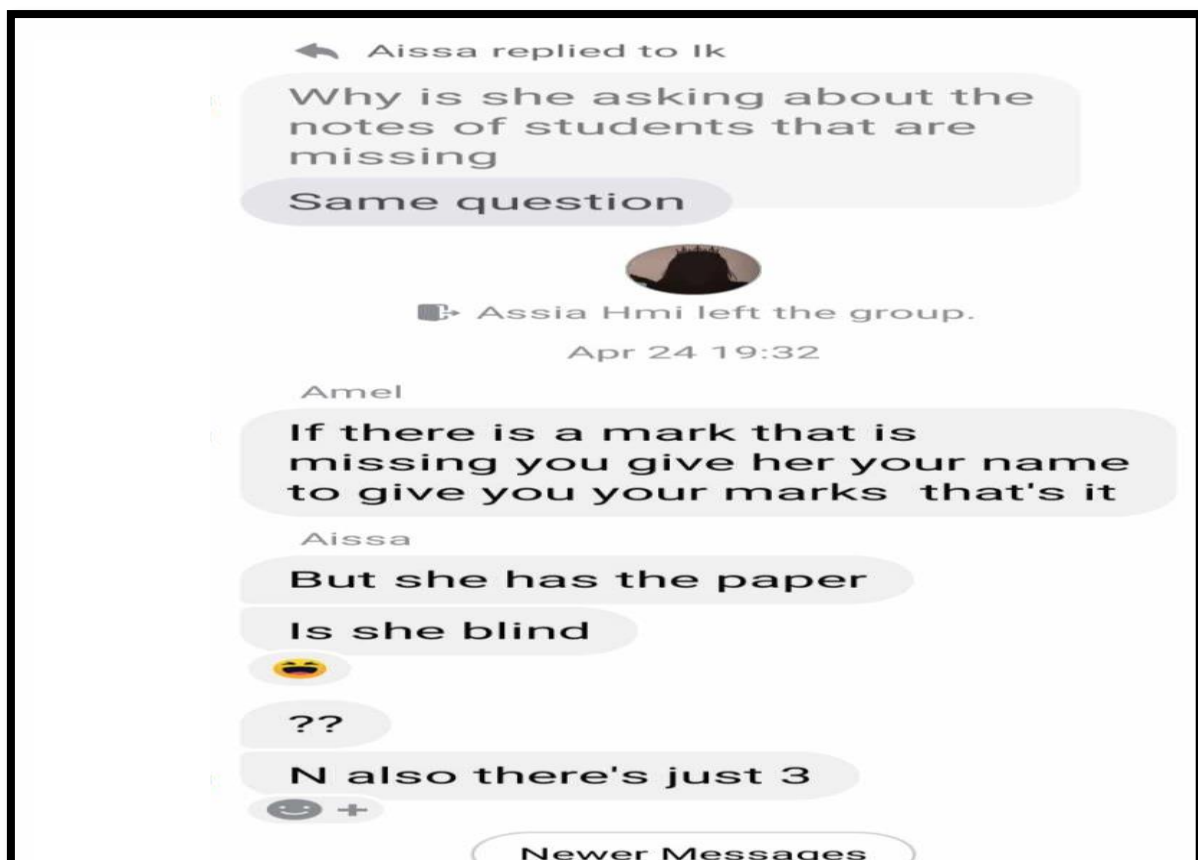 Aissa replied to Ik
Why is she asking about the
notes of students that are
missing
Same question
Assia Hmi left the group.
Apr 24 19:32
Amel
If there is a mark that is
missing you give her your name
to give you your marks that's it
Aissa
But she has the paper
Is she blind
??
N also there's just 3
Newer Messages